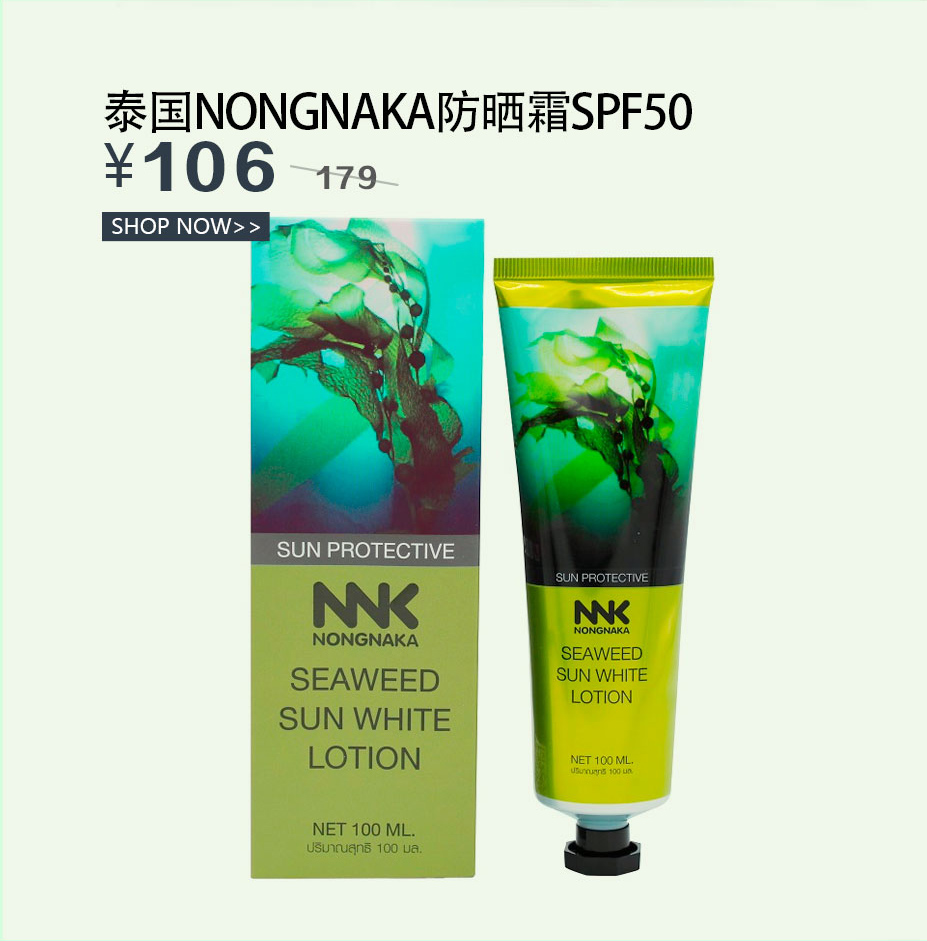 泰国NONGNAKA防晒霜SPF50
¥106 179
SHOP NOW>>
SUN PROTECTIVE
NNK
NONGNAKA
SEAWEED
SUN WHITE
LOTION
NET 100 ML.
ปริมาณสุทธิ 100 มล.
SUN PROTECTIVE
NNK
NONGNAKA
SEAWEED
SUN WHITE
LOTION
NET 100 ML.
ปริมาณสุทธิ 100 มล.